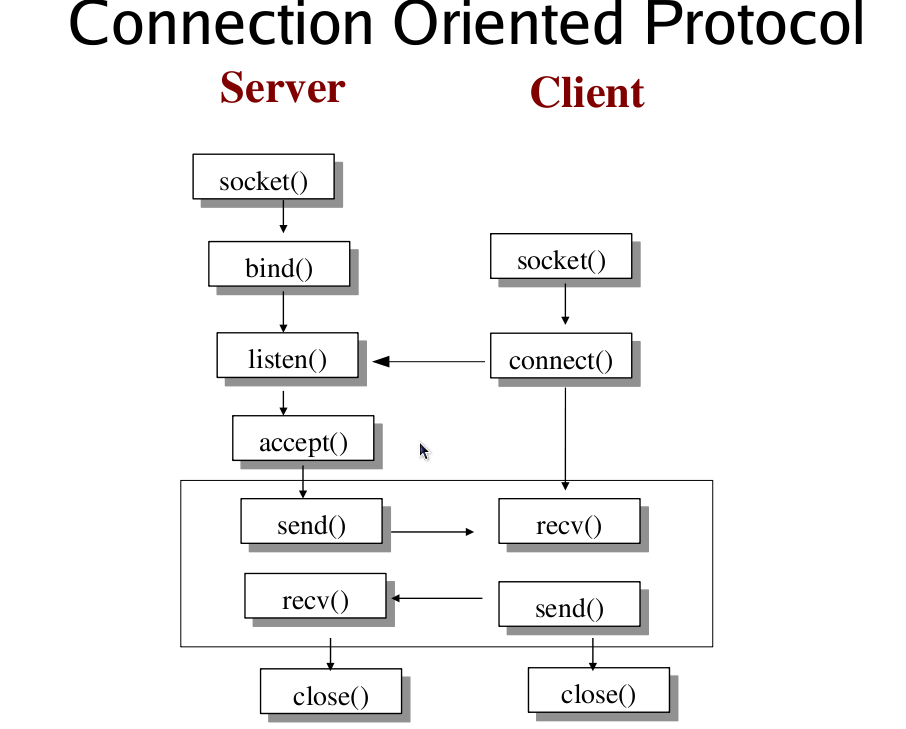 Connection Oriented Protocol
Server
Client
socket()
bind()
socket()
listen()
connect()
accept()
send()
recv()
recv()
send()
close()
close()